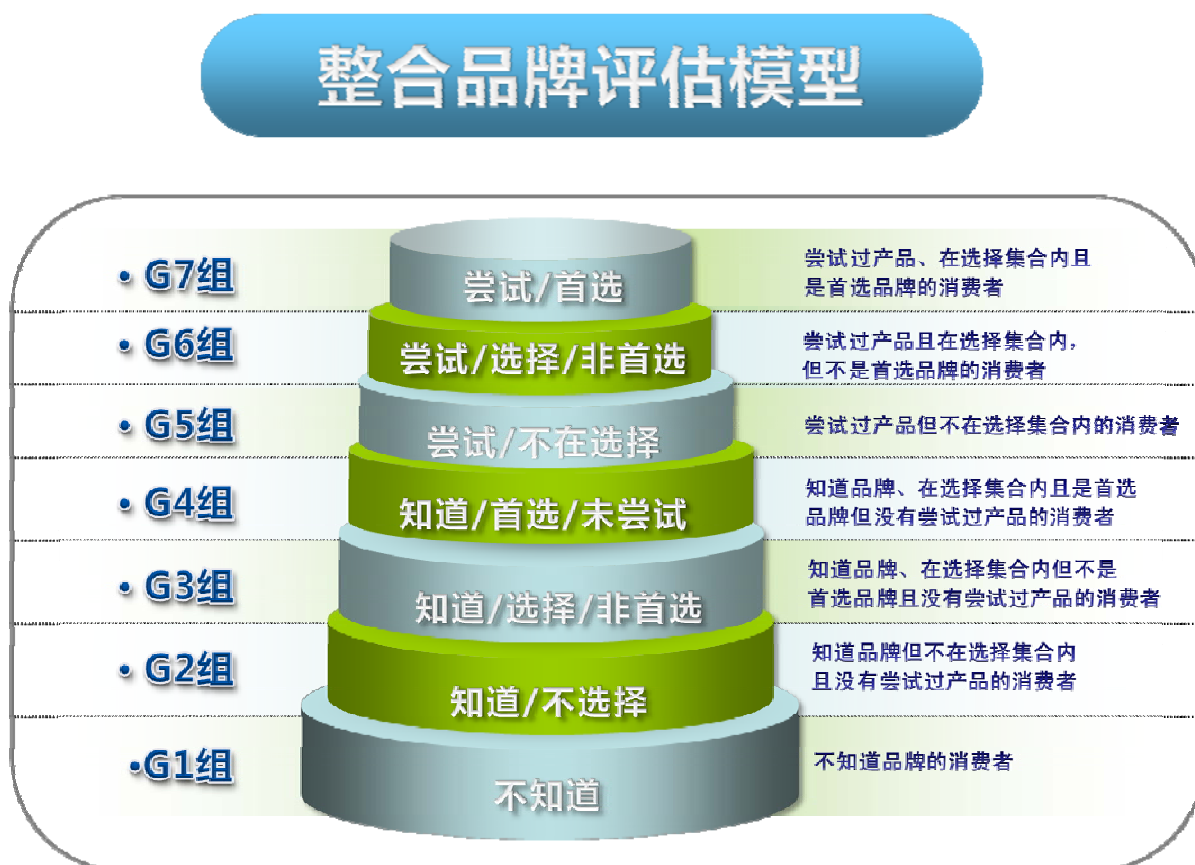 整合品牌评估模型
• G7组
尝试/首选
尝试过产品、在选择集合内且
是首选品牌的消费者
• G6组
尝试/选择/非首选
尝试过产品且在选择集合内，
但不是首选品牌的消费者
• G5组
尝试/不在选择
尝试过产品但不在选择集合内的消费者
• G4组
知道/首选/未尝试
知道品牌、在选择集合内且是首选
品牌但没有尝试过产品的消费者
• G3组
知道/选择/非首选
知道品牌、在选择集合内但不是
首选品牌且没有尝试过产品的消费者
• G2组
知道/不选择
知道品牌但不在选择集合内
且没有尝试过产品的消费者
•G1组
不知道
不知道品牌的消费者